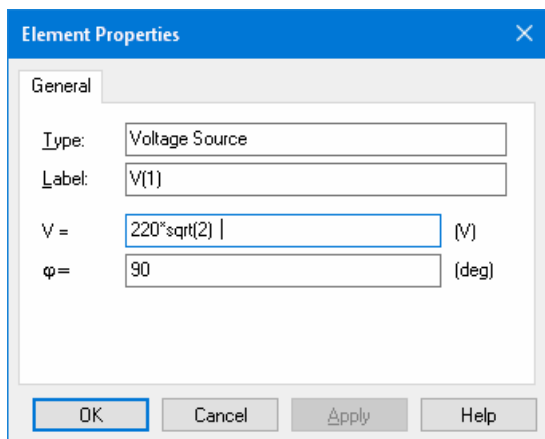 Element Properties
General
Type: Voltage Source
Label: V(1)
V = 220*sqrt(2) (V)
φ= 90 (deg)
OK Cancel Apply Help